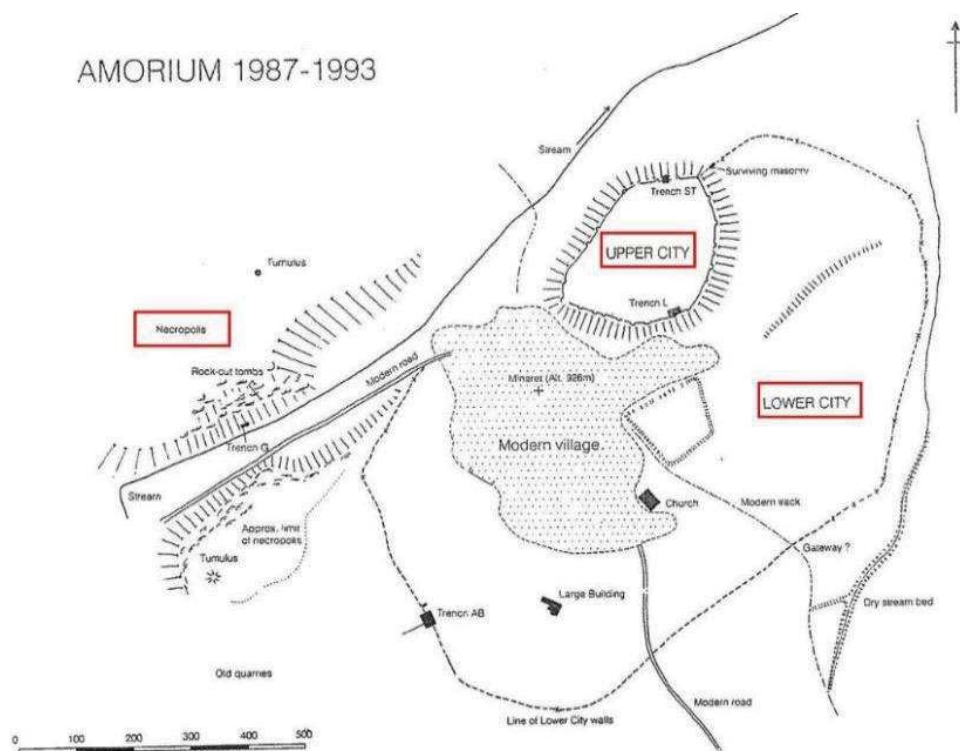 AMORIUM 1987-1993
Stream
Surviving masonry
Trench ST
UPPER CITY
Tumulus
Trench L
Necropolis
Modern road
Rock-cut tombs
Minaret (Alt. 926m)
LOWER CITY
Trench G
Modern village.
Stream
Church
Modern track
Approx. limit
of necropolis
Gateway ?
Tumulus
Large Building
Dry stream bed
Trench AB
Old quarries
Modern road
Line of Lower City walls
0 100 200 300 400 500